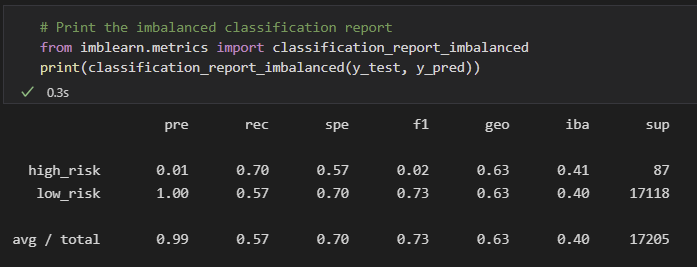 # Print the imbalanced classification report
from imblearn.metrics import classification_report_imbalanced
print(classification_report_imbalanced(y_test, y_pred))
0.3s
pre rec spe f1 geo iba sup
high_risk 0.01 0.70 0.57 0.02 0.63 0.41 87
low_risk 1.00 0.57 0.70 0.73 0.63 0.40 17118
avg / total 0.99 0.57 0.70 0.73 0.63 0.40 17205